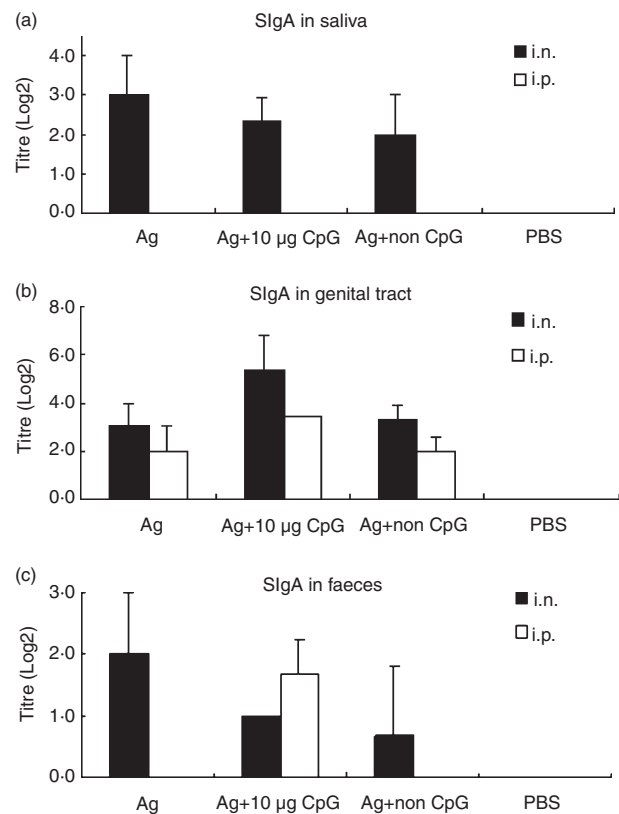 (a)
SIgA in saliva
Titre (Log2)
4·0
3·0
2·0
1·0
0·0
i.n.
i.p.
Ag
Ag+10 µg CpG
Ag+non CpG
PBS
(b)
SIgA in genital tract
Titre (Log2)
8·0
6·0
4·0
2·0
0·0
i.n.
i.p.
Ag
Ag+10 µg CpG
Ag+non CpG
PBS
(c)
SIgA in faeces
Titre (Log2)
3·0
2·0
1·0
0·0
i.n.
i.p.
Ag
Ag+10 µg CpG
Ag+non CpG
PBS